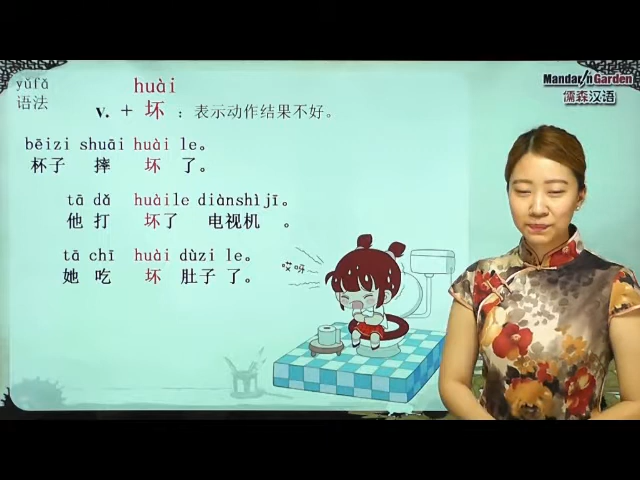 yǔfǎ
语法
Mandarin Garden
儒森汉语
huài
v. + 坏 : 表示动作结果不好。
bēizi shuāi huài le。
杯子 摔 坏 了。
tā dǎ huàile diànshìjī。
他 打 坏了 电视机 。
tā chī huài dùzi le。
她 吃 坏 肚子 了。
哎呀